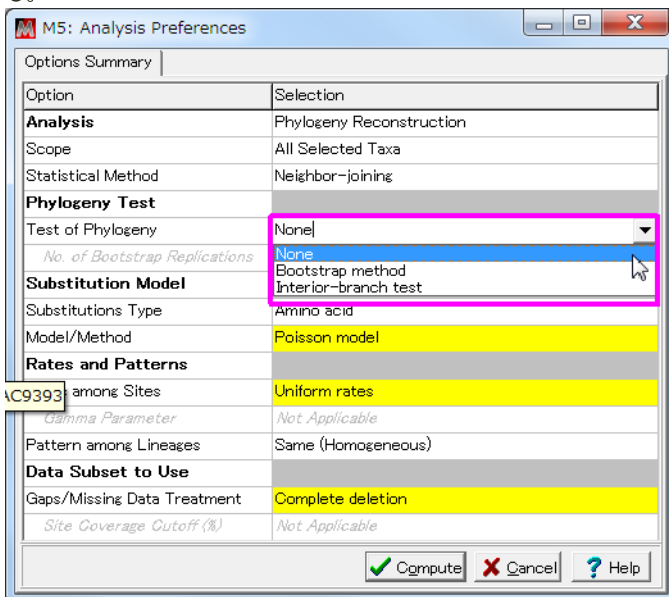 M5: Analysis Preferences
Options Summary
Option Selection
Analysis Phylogeny Reconstruction
Scope All Selected Taxa
Statistical Method Neighbor-joining
Phylogeny Test
Test of Phylogeny None
No. of Bootstrap Replications None
Bootstrap method
Substitution Model Interior-branch test
Substitutions Type Amino acid
Model/Method Poisson model
Rates and Patterns
AC9393 among Sites Uniform rates
Gamma Parameter Not Applicable
Pattern among Lineages Same (Homogeneous)
Data Subset to Use
Gaps/Missing Data Treatment Complete deletion
Site Coverage Cutoff (%) Not Applicable
Compute Cancel ? Help